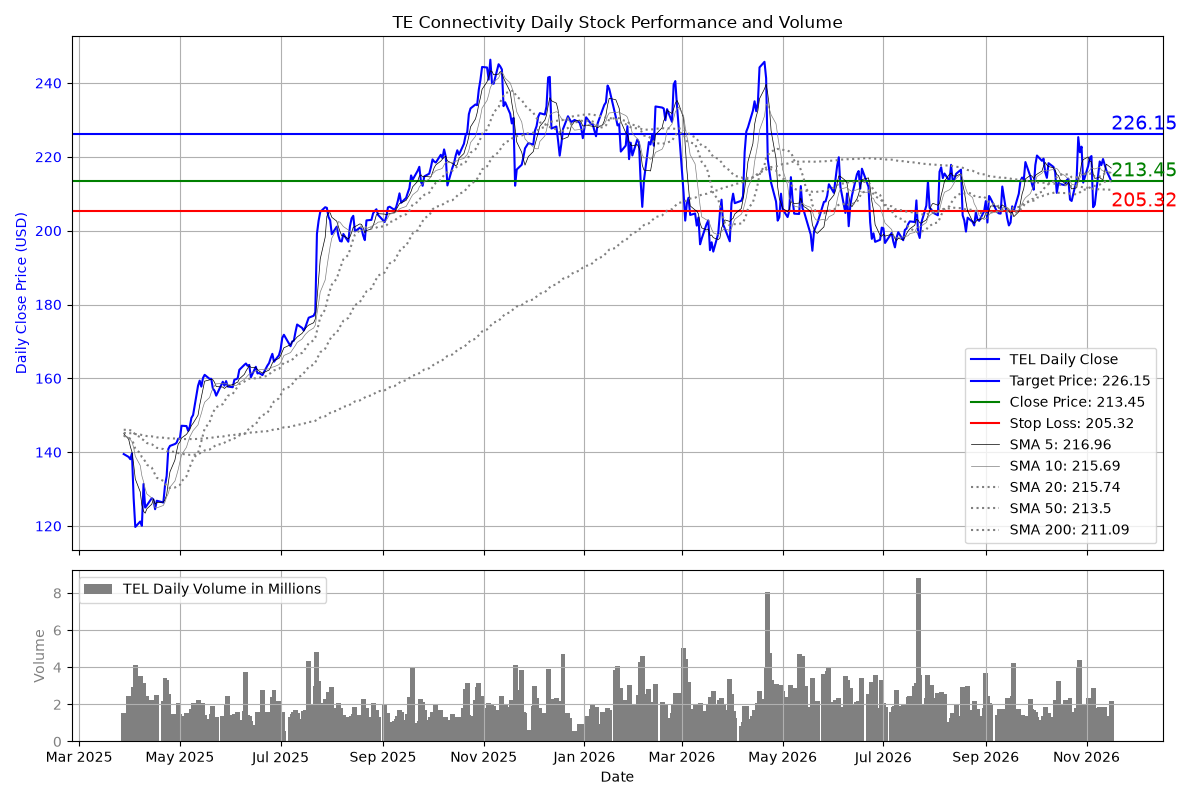 TE Connectivity Daily Stock Performance and Volume
Daily Close Price (USD)
240
220
200
180
160
140
120
226.15
213.45
205.32
TEL Daily Close
Target Price: 226.15
Close Price: 213.45
Stop Loss: 205.32
SMA 5: 216.96
SMA 10: 215.69
SMA 20: 215.74
SMA 50: 213.5
SMA 200: 211.09
TEL Daily Volume in Millions
Volume
8
6
4
2
0
Mar 2025 May 2025 Jul 2025 Sep 2025 Nov 2025 Jan 2026 Mar 2026 May 2026 Jul 2026 Sep 2026 Nov 2026
Date